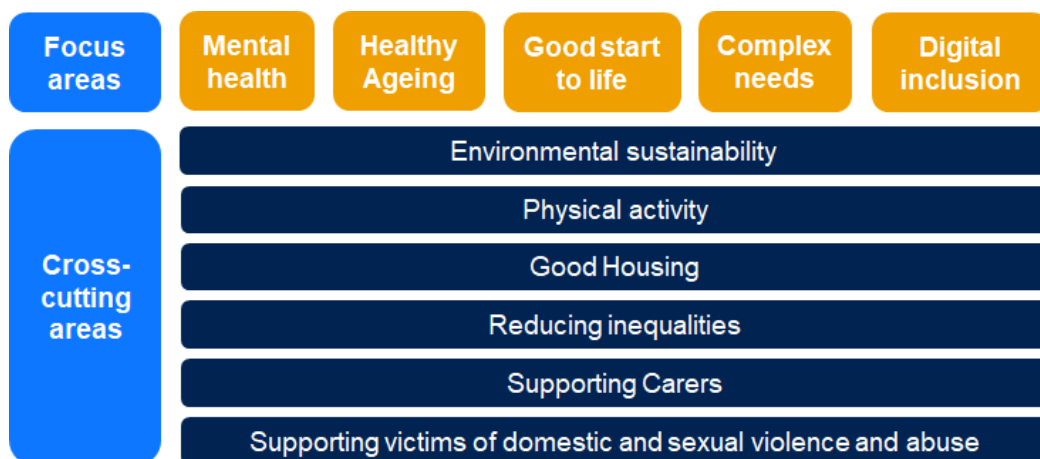 Focus
areas
Mental
health
Healthy
Ageing
Good start
to life
Complex
needs
Digital
inclusion
Cross-
cutting
areas
Environmental sustainability
Physical activity
Good Housing
Reducing inequalities
Supporting Carers
Supporting victims of domestic and sexual violence and abuse